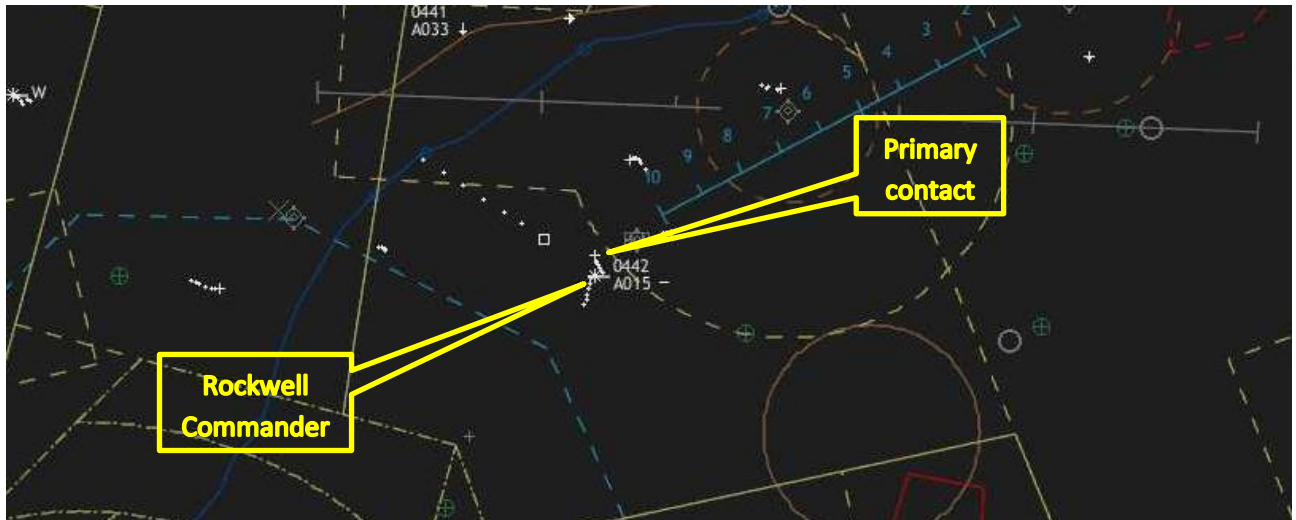 0441
A033 ↓
W
2
3
4
5
6
7
8
9
10
Primary
contact
0442
A015 –
Rockwell
Commander